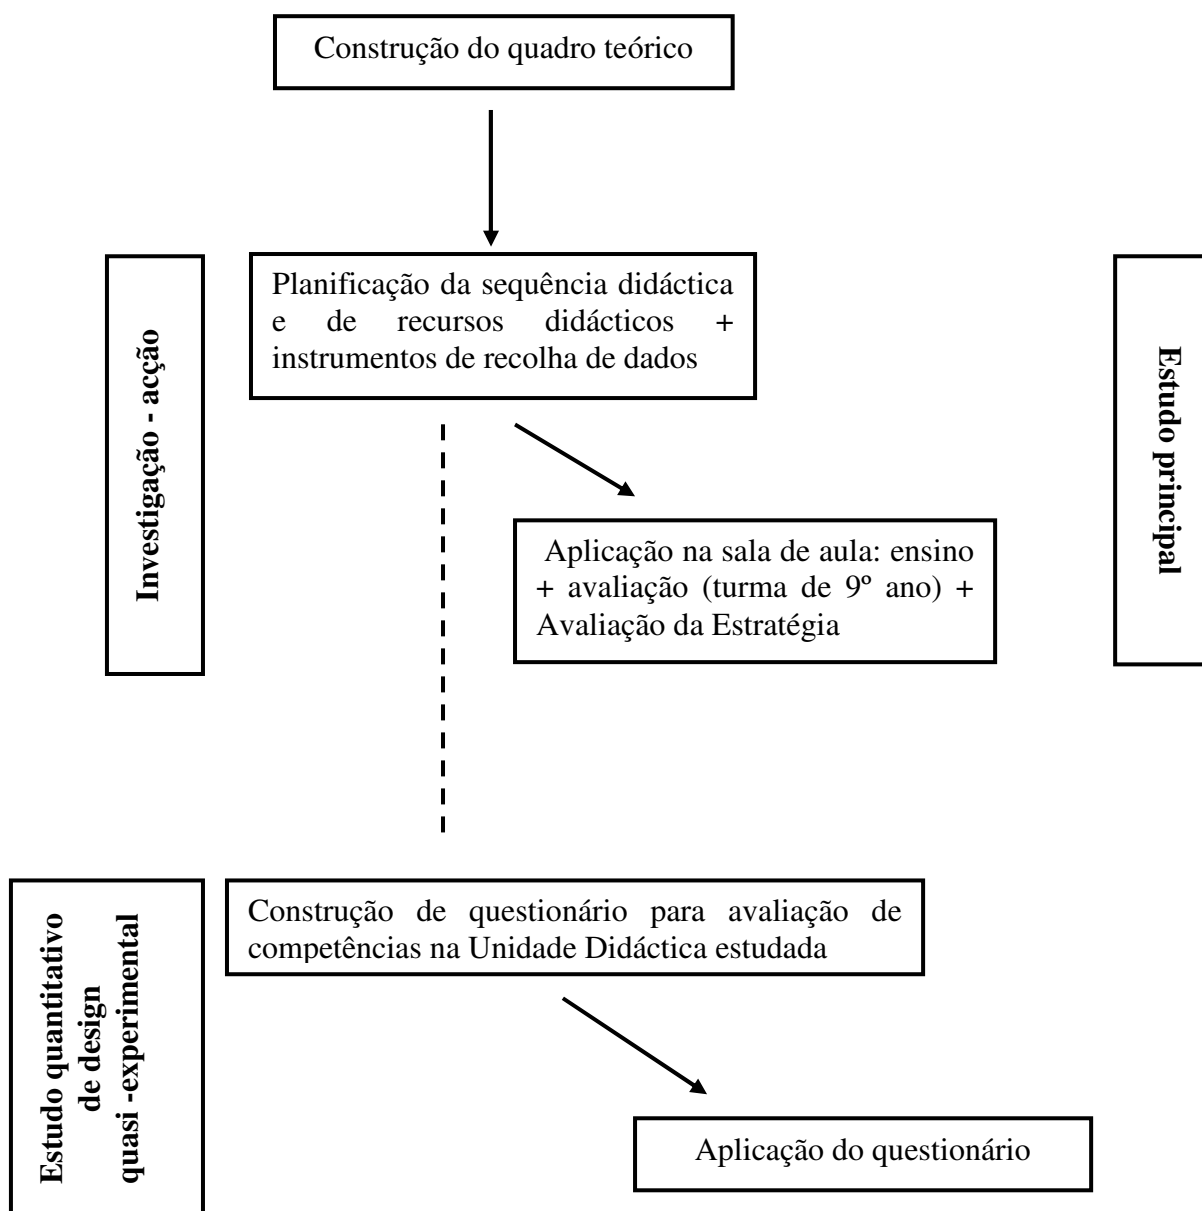 Construção do quadro teórico
Planificação da sequência didáctica
e de recursos didácticos +
instrumentos de recolha de dados
Investigação - acção
Estudo principal
Aplicação na sala de aula: ensino
+ avaliação (turma de 9º ano) +
Avaliação da Estratégia
Estudo quantitativo
de design
quasi -experimental
Construção de questionário para avaliação de
competências na Unidade Didáctica estudada
Aplicação do questionário